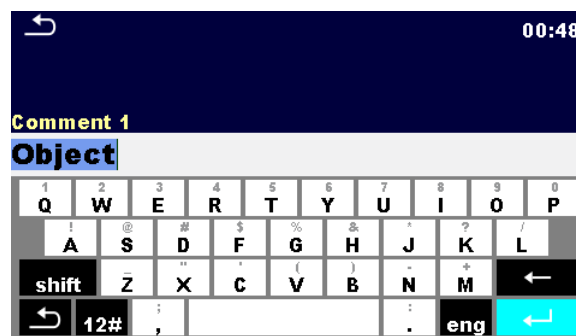 00:48
Comment 1
Object
1 2 3 4 5 6 7 8 9 0
Q W E R T Y U I O P
! @ # $ % & * ? /
A S D F G H J K L
_ " ' ( ) - +
shift Z X C V B N M ←
; :
12# , . eng